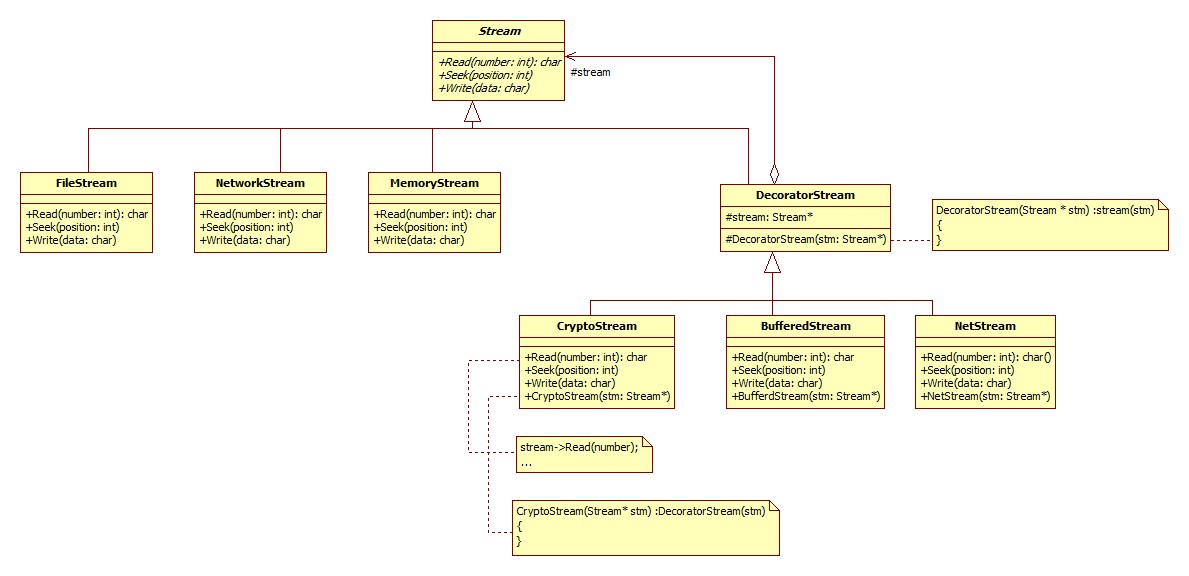 Stream
+Read(number: int): char
+Seek(position: int)
+Write(data: char)
#stream
FileStream
+Read(number: int): char
+Seek(position: int)
+Write(data: char)
NetworkStream
+Read(number: int): char
+Seek(position: int)
+Write(data: char)
MemoryStream
+Read(number: int): char
+Seek(position: int)
+Write(data: char)
DecoratorStream
#stream: Stream*
#DecoratorStream(stm: Stream*)
DecoratorStream(Stream * stm) :stream(stm)
{
}
CryptoStream
+Read(number: int): char
+Seek(position: int)
+Write(data: char)
+CryptoStream(stm: Stream*)
BufferedStream
+Read(number: int): char
+Seek(position: int)
+Write(data: char)
+BufferdStream(stm: Stream*)
NetStream
+Read(number: int): char()
+Seek(position: int)
+Write(data: char)
+NetStream(stm: Stream*)
stream->Read(number);
...
CryptoStream(Stream* stm) :DecoratorStream(stm)
{
}